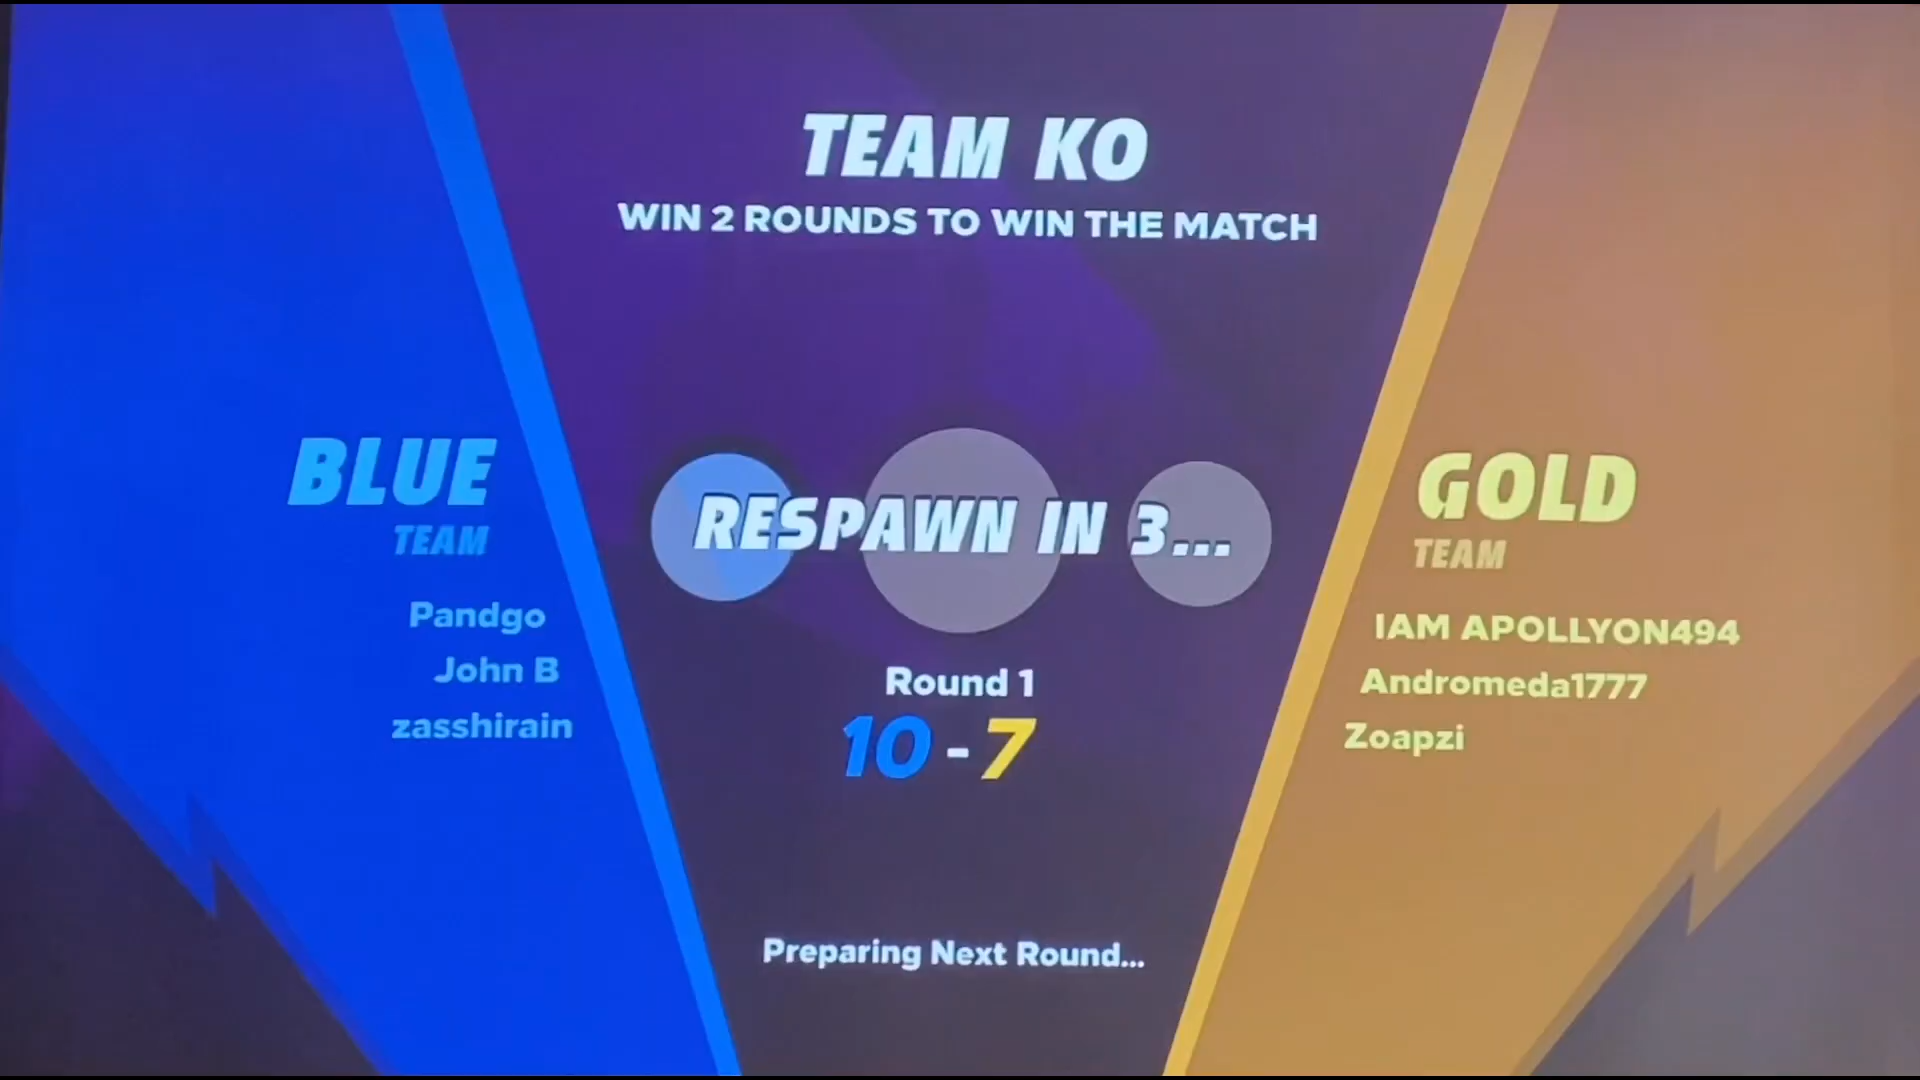 TEAM KO
WIN 2 ROUNDS TO WIN THE MATCH
BLUE
TEAM
Pandgo
John B
zasshirain
RESPAWN IN 3...
Round 1
10 - 7
GOLD
TEAM
IAM APOLLYON494
Andromeda1777
Zoapzi
Preparing Next Round...